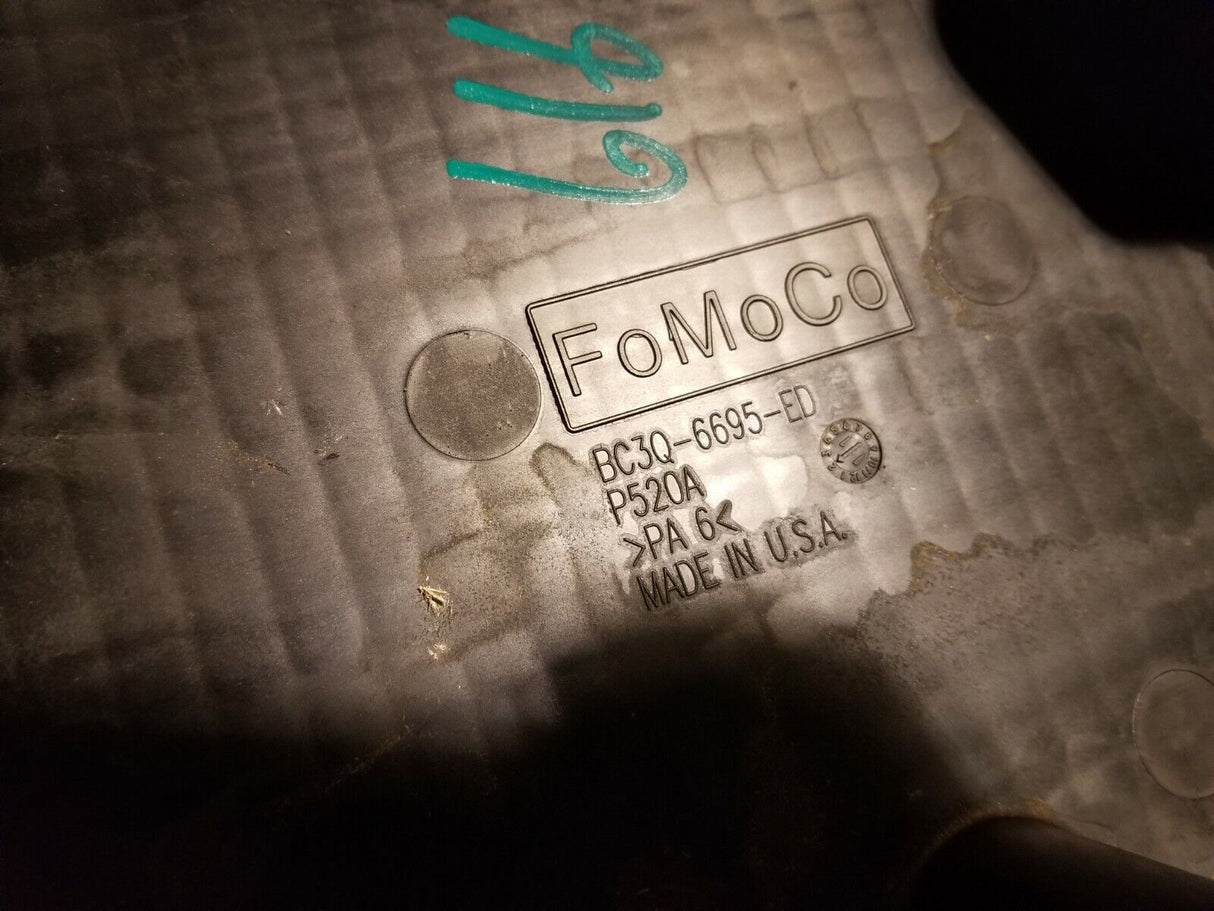 FoMoCo
BC3Q-6695-ED
P520A
>PA 6<
MADE IN U.S.A.